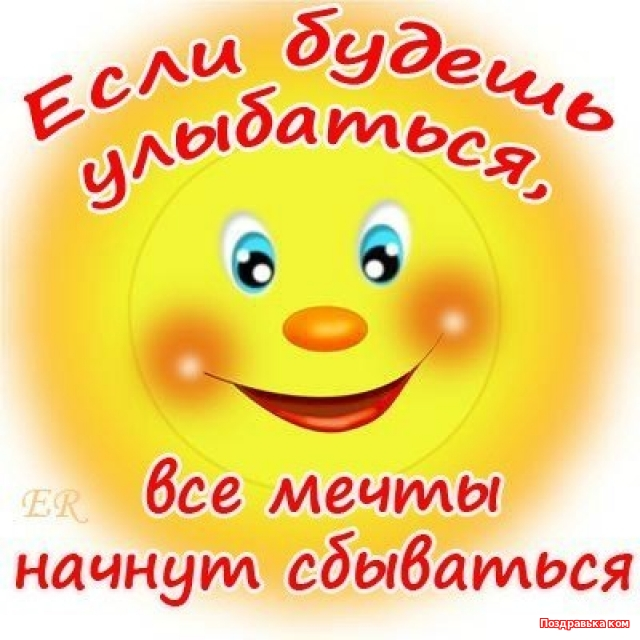 Если будешь
улыбаться,
все мечты
ER
начнут сбываться
Поздравька ком